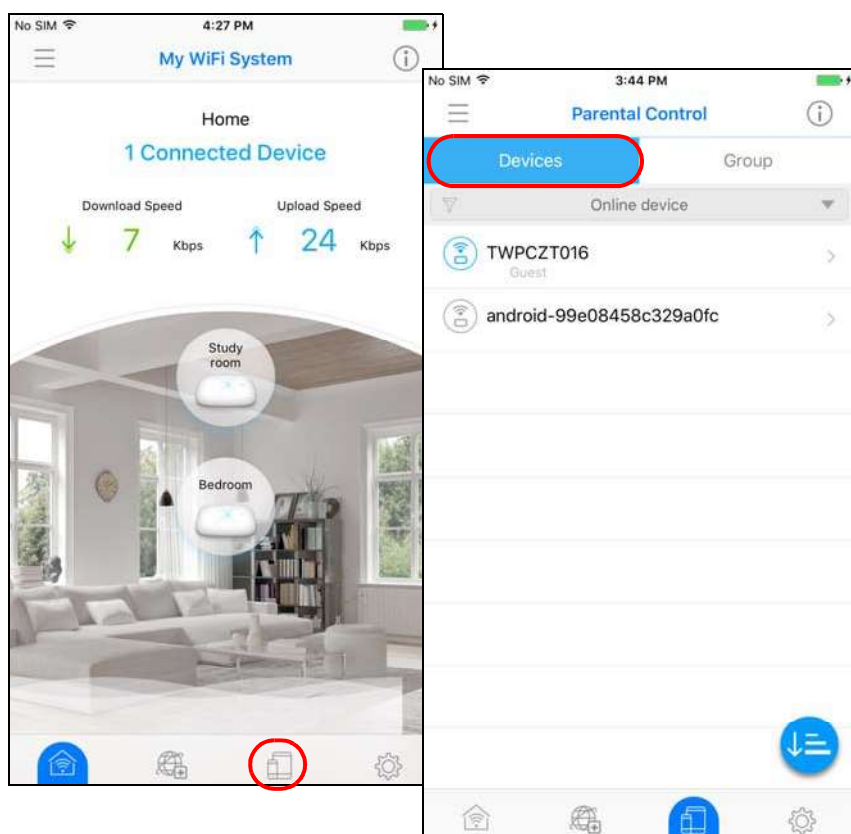 No SIM 4:27 PM
My WiFi System
Home
1 Connected Device
Download Speed Upload Speed
7 Kbps 24 Kbps
Study
room
Bedroom
No SIM 3:44 PM
Parental Control
Devices Group
Online device
TWPCZT016
Guest
android-99e08458c329a0fc